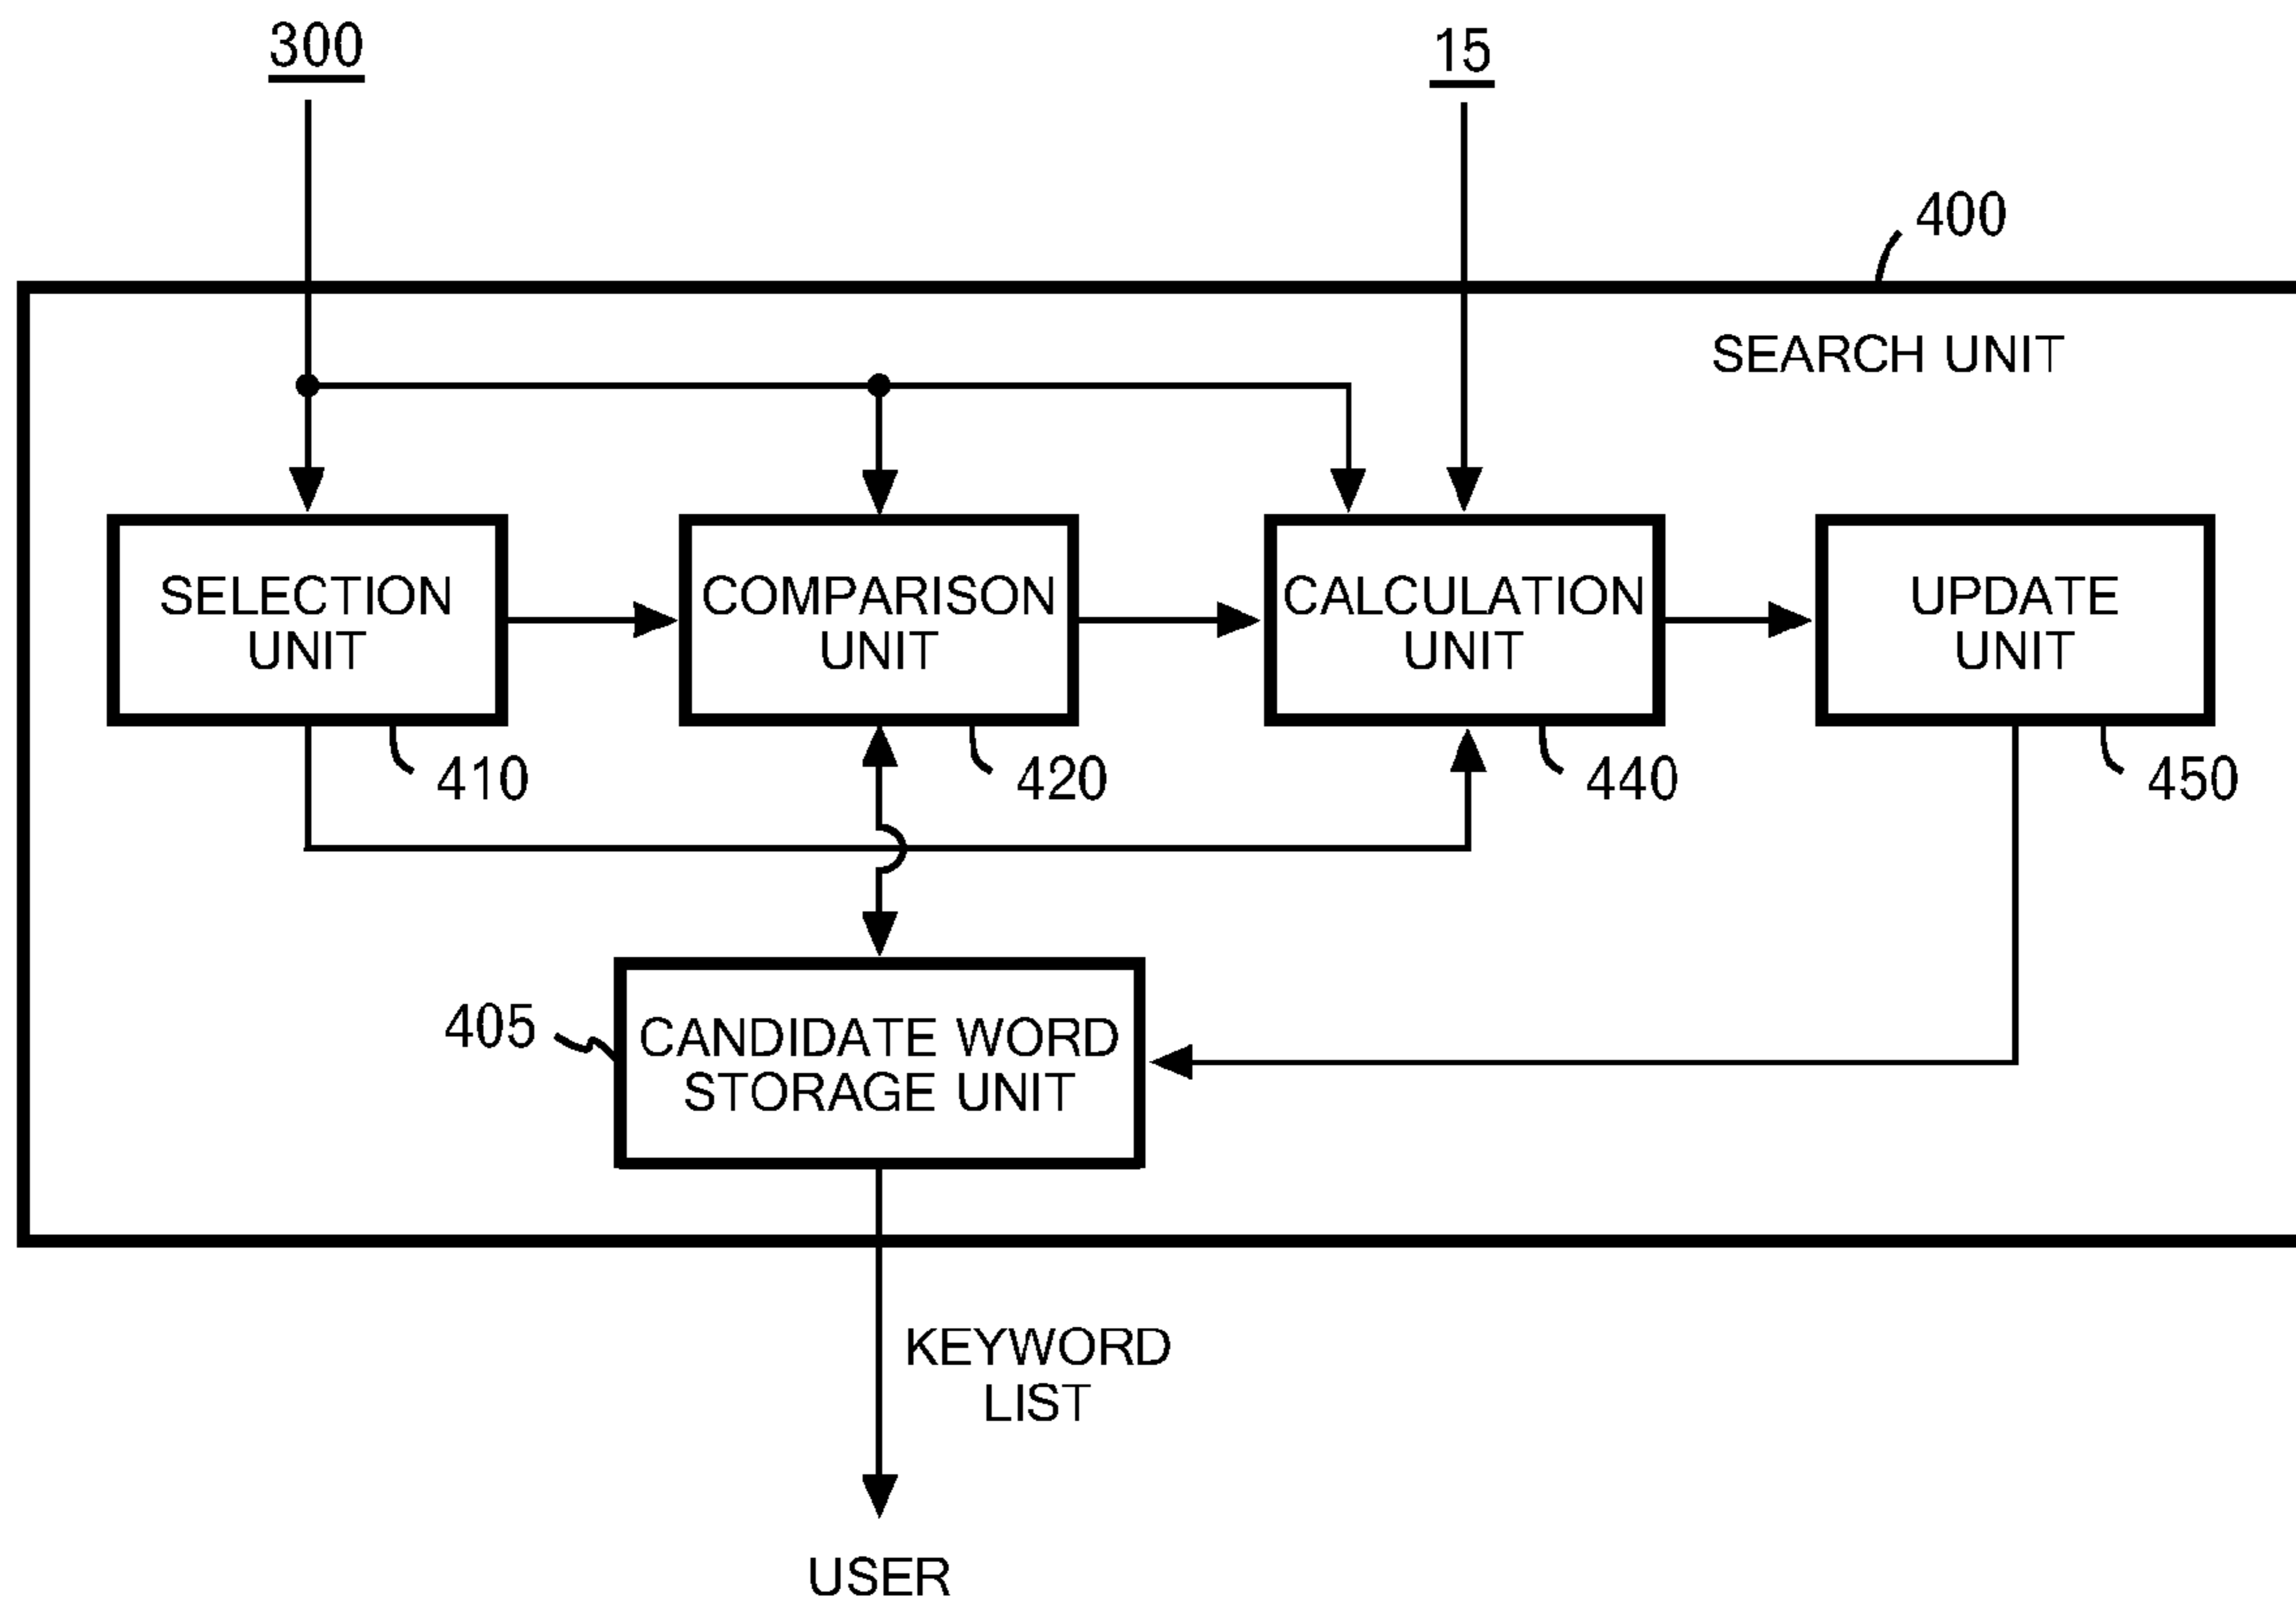 300
15
400
SEARCH UNIT
SELECTION
UNIT
COMPARISON
UNIT
CALCULATION
UNIT
UPDATE
UNIT
410
420
440
450
405
CANDIDATE WORD
STORAGE UNIT
KEYWORD
LIST
USER